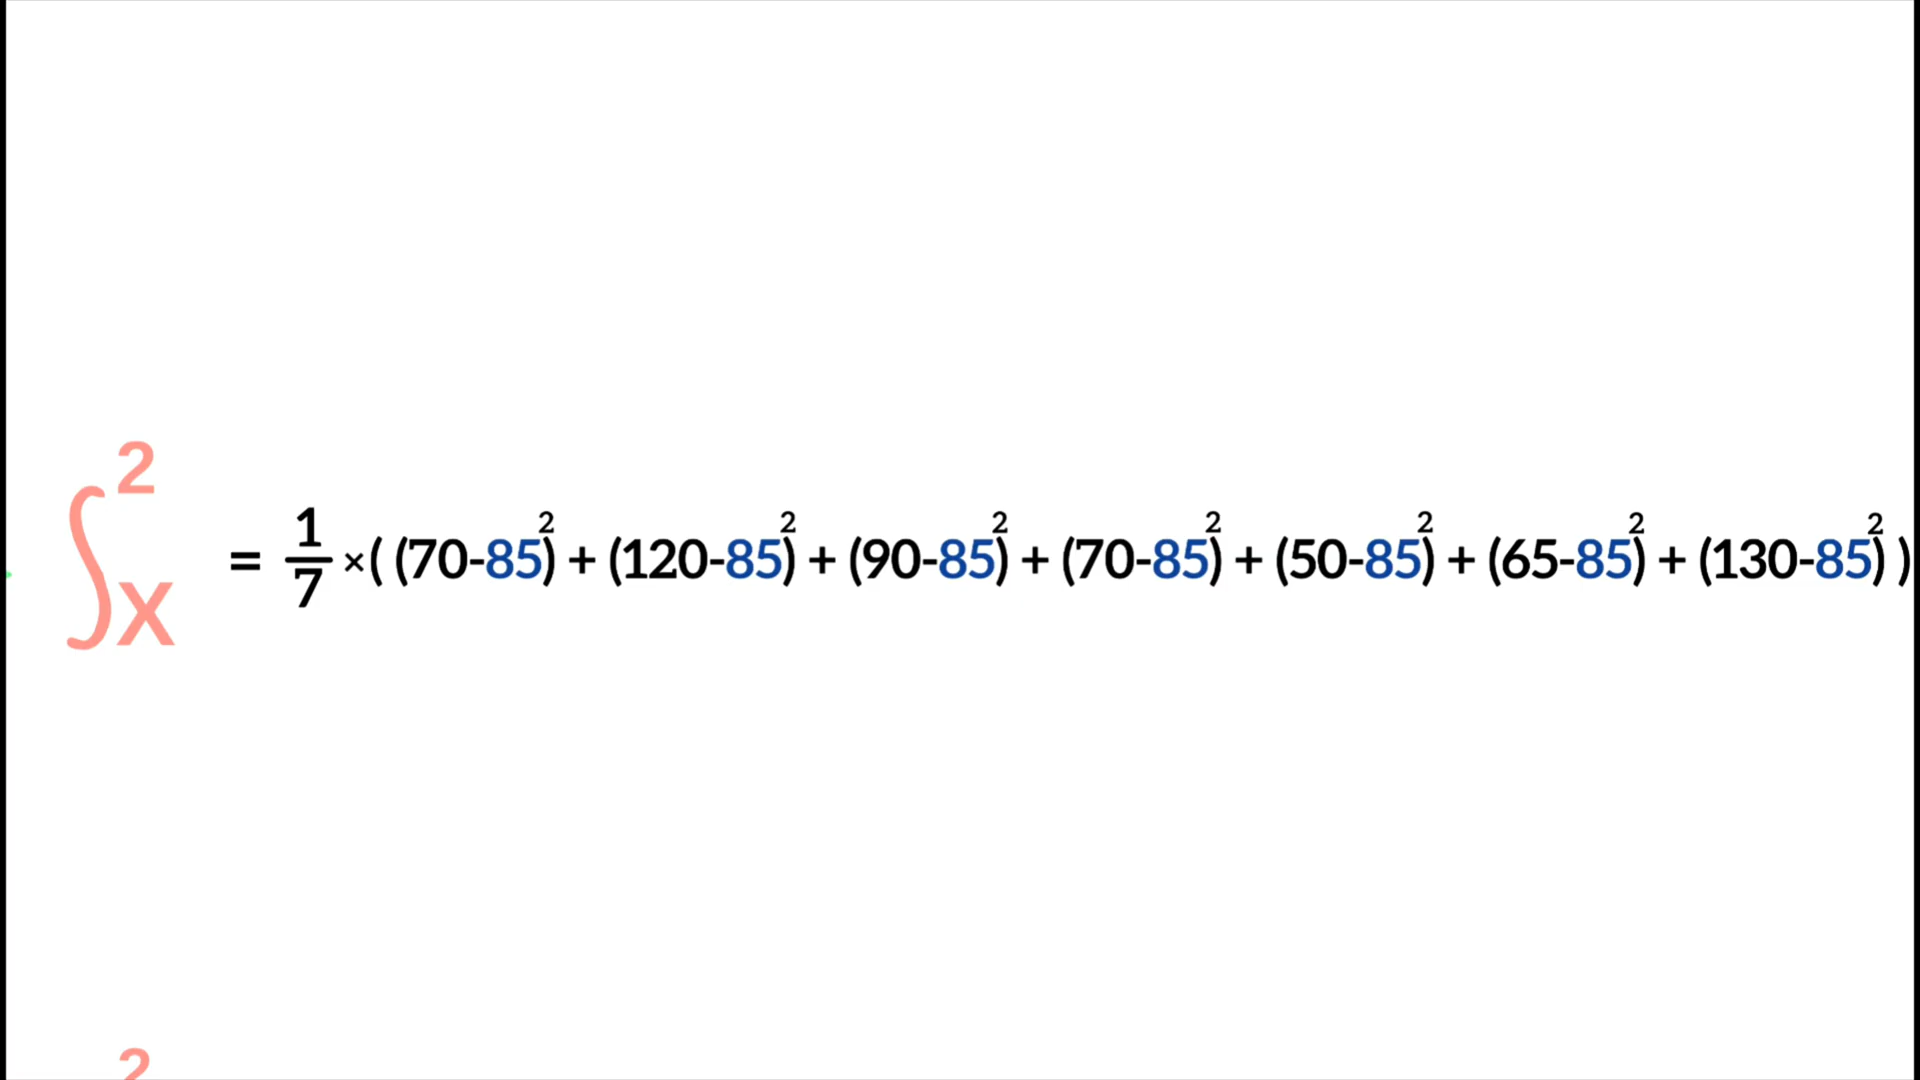 ∫²ₓ = 1/7 ×( (70-85)² + (120-85)² + (90-85)² + (70-85)² + (50-85)² + (65-85)² + (130-85)² )
2